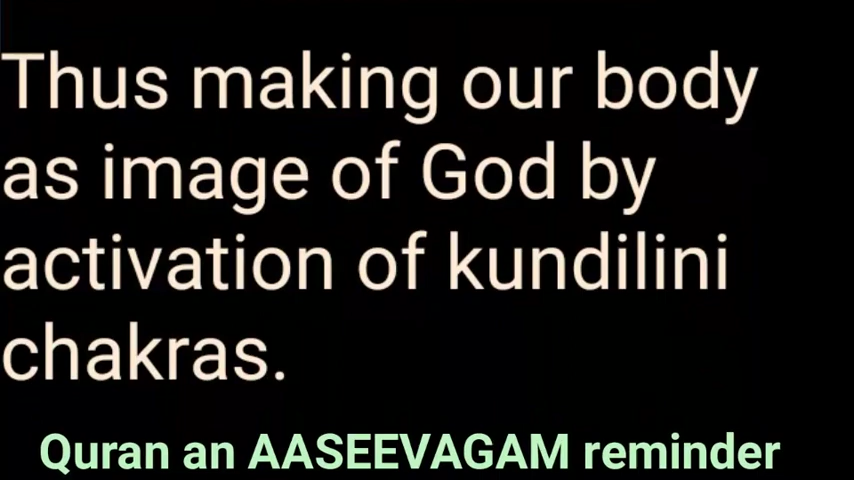 Thus making our body
as image of God by
activation of kundilini
chakras.
Quran an AASEEVAGAM reminder